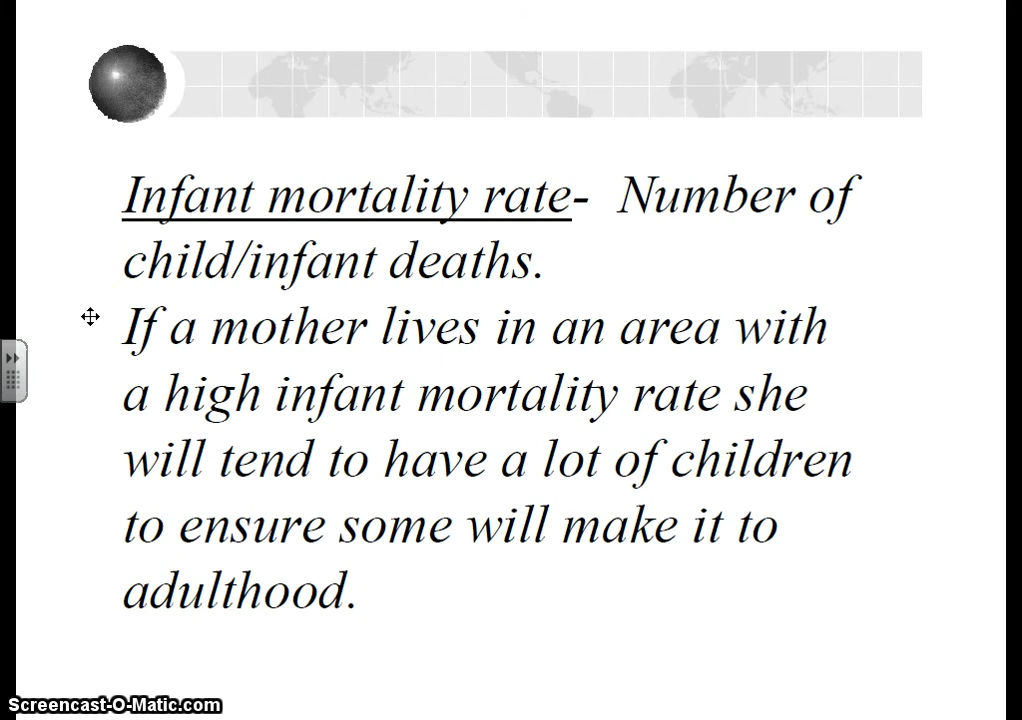 Infant mortality rate- Number of
child/infant deaths.
If a mother lives in an area with
a high infant mortality rate she
will tend to have a lot of children
to ensure some will make it to
adulthood.
Screencast-O-Matic.com